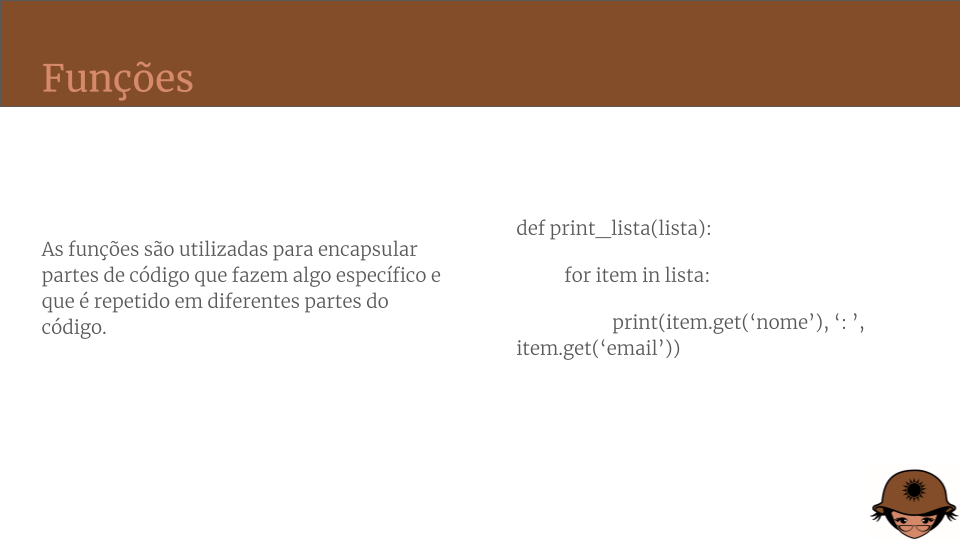 Funções
As funções são utilizadas para encapsular
partes de código que fazem algo específico e
que é repetido em diferentes partes do
código.
def print_lista(lista):
for item in lista:
print(item.get(‘nome’), ‘: ’,
item.get(‘email’))